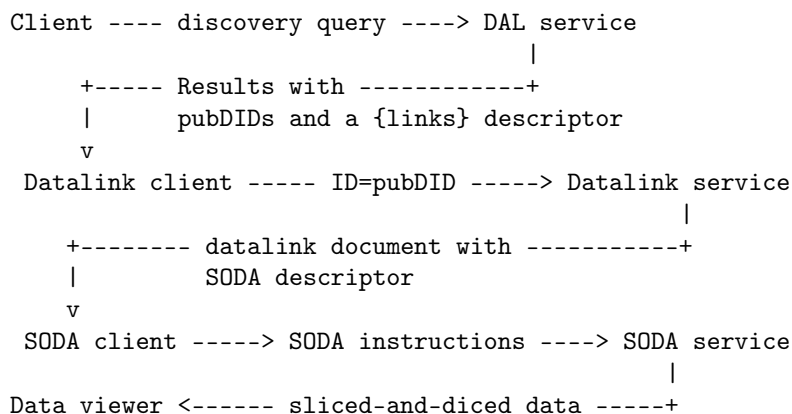 Client ---- discovery query ----> DAL service
|
+----- Results with ------------+
| pubDIDs and a {links} descriptor
v
Datalink client ----- ID=pubDID -----> Datalink service
|
+-------- datalink document with -----------+
| SODA descriptor
v
SODA client -----> SODA instructions ----> SODA service
|
Data viewer <------ sliced-and-diced data -----+